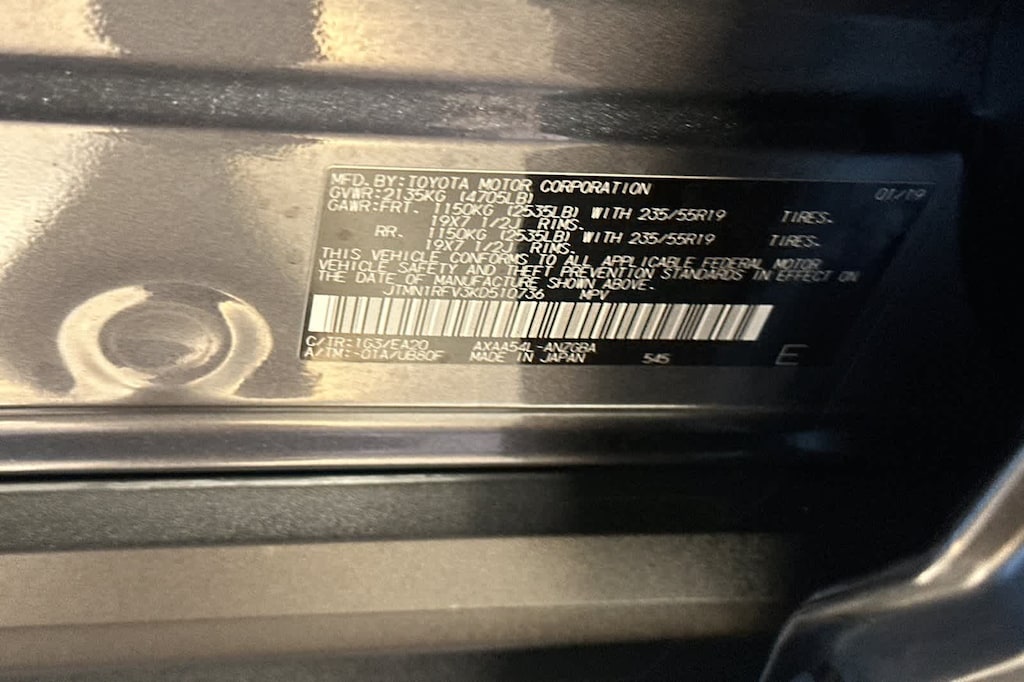 MFD. BY: TOYOTA MOTOR CORPORATION 01/19
GVWR: 2135KG (4705LB)
GAWR: FRT. 1150KG (2535LB) WITH 235/55R19 TIRES.
19X7 1/2J RIMS.
RR. 1150KG (2535LB) WITH 235/55R19 TIRES.
19X7 1/2J RIMS.
THIS VEHICLE CONFORMS TO ALL APPLICABLE FEDERAL MOTOR
VEHICLE SAFETY AND THEFT PREVENTION STANDARDS IN EFFECT ON
THE DATE OF MANUFACTURE SHOWN ABOVE.
JTMN1RFV3KD510736 MPV
C/TR: 1G3/EA20 AXAA54L-ANZGBA
A/TM: -01A/UB80F MADE IN JAPAN 545 E